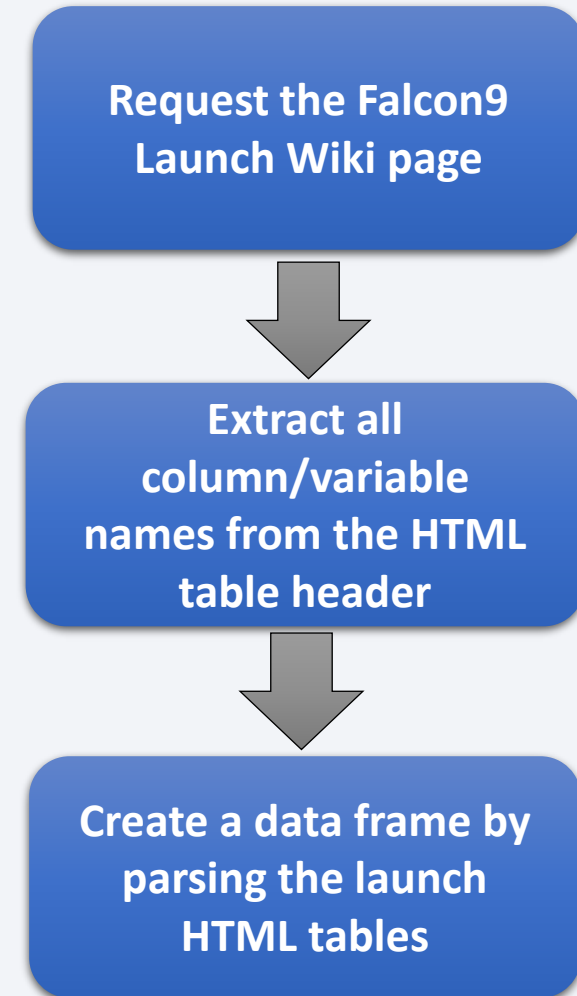 Request the Falcon9
Launch Wiki page
Extract all
column/variable
names from the HTML
table header
Create a data frame by
parsing the launch
HTML tables